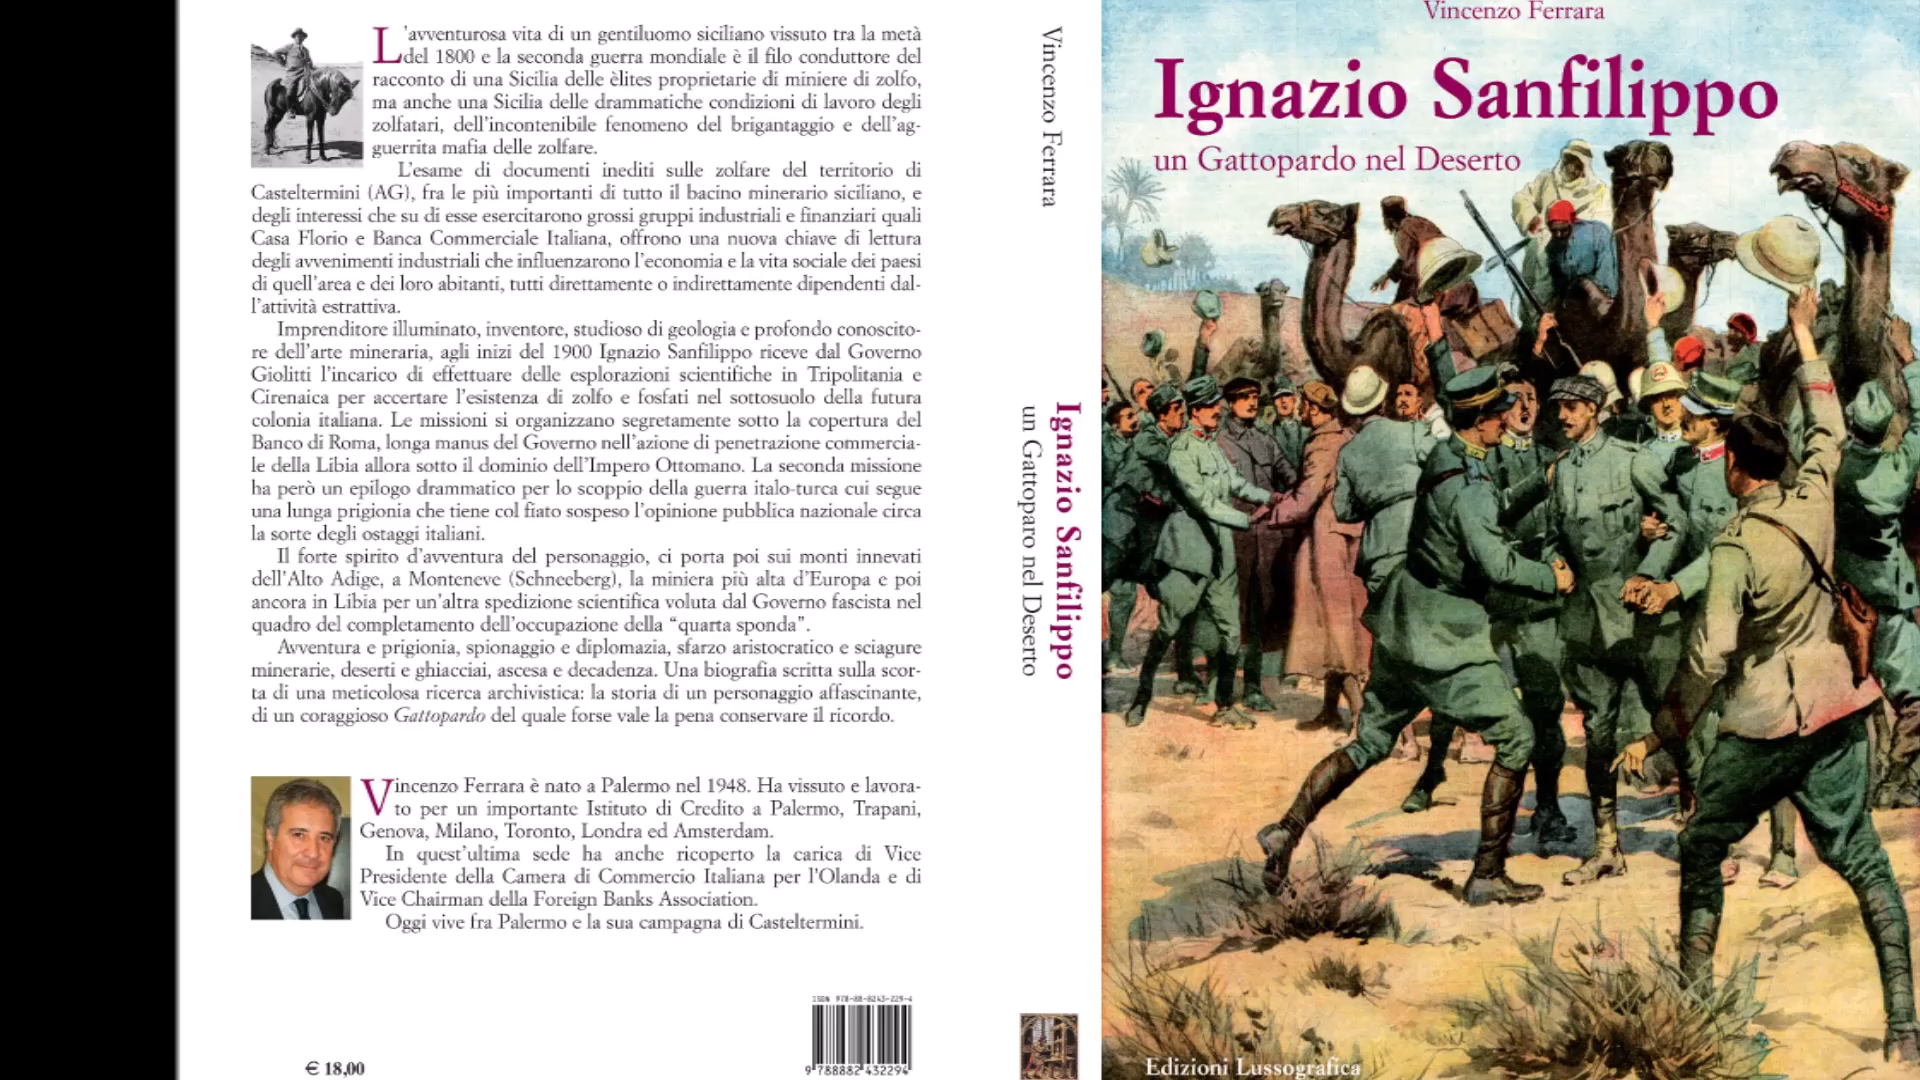 L'avventurosa vita di un gentiluomo siciliano vissuto tra la metà
del 1800 e la seconda guerra mondiale è il filo conduttore del
racconto di una Sicilia delle èlites proprietarie di miniere di zolfo,
ma anche una Sicilia delle drammatiche condizioni di lavoro degli
zolfatari, dell'incontenibile fenomeno del brigantaggio e dell'ag-
guerrita mafia delle zolfare.
L'esame di documenti inediti sulle zolfare del territorio di
Casteltermini (AG), fra le più importanti di tutto il bacino minerario siciliano, e
degli interessi che su di esse esercitarono grossi gruppi industriali e finanziari quali
Casa Florio e Banca Commerciale Italiana, offrono una nuova chiave di lettura
degli avvenimenti industriali che influenzarono l'economia e la vita sociale dei paesi
di quell'area e dei loro abitanti, tutti direttamente o indirettamente dipendenti dal-
l'attività estrattiva.
Imprenditore illuminato, inventore, studioso di geologia e profondo conoscito-
re dell'arte mineraria, agli inizi del 1900 Ignazio Sanfilippo riceve dal Governo
Giolitti l'incarico di effettuare delle esplorazioni scientifiche in Tripolitania e
Cirenaica per accertare l'esistenza di zolfo e fosfati nel sottosuolo della futura
colonia italiana. Le missioni si organizzano segretamente sotto la copertura del
Banco di Roma, longa manus del Governo nell'azione di penetrazione commercia-
le della Libia allora sotto il dominio dell'Impero Ottomano. La seconda missione
ha però un epilogo drammatico per lo scoppio della guerra italo-turca cui segue
una lunga prigionia che tiene col fiato sospeso l'opinione pubblica nazionale circa
la sorte degli ostaggi italiani.
Il forte spirito d'avventura del personaggio, ci porta poi sui monti innevati
dell'Alto Adige, a Monteneve (Schneeberg), la miniera più alta d'Europa e poi
ancora in Libia per un'altra spedizione scientifica voluta dal Governo fascista nel
quadro del completamento dell'occupazione della "quarta sponda".
Avventura e prigionia, spionaggio e diplomazia, sfarzo aristocratico e sciagure
minerarie, deserti e ghiacciai, ascesa e decadenza. Una biografia scritta sulla scor-
ta di una meticolosa ricerca archivistica: la storia di un personaggio affascinante,
di un coraggioso Gattopardo del quale forse vale la pena conservare il ricordo.
Vincenzo Ferrara è nato a Palermo nel 1948. Ha vissuto e lavora-
to per un importante Istituto di Credito a Palermo, Trapani,
Genova, Milano, Toronto, Londra ed Amsterdam.
In quest'ultima sede ha anche ricoperto la carica di Vice
Presidente della Camera di Commercio Italiana per l'Olanda e di
Vice Chairman della Foreign Banks Association.
Oggi vive fra Palermo e la sua campagna di Casteltermini.
ISBN 978-88-8243-229-4
9 788882 432294
€ 18,00
Vincenzo Ferrara
Ignazio Sanfilippo
un Gattoparo nel Deserto
Vincenzo Ferrara
Ignazio Sanfilippo
un Gattopardo nel Deserto
Edizioni Lussografica